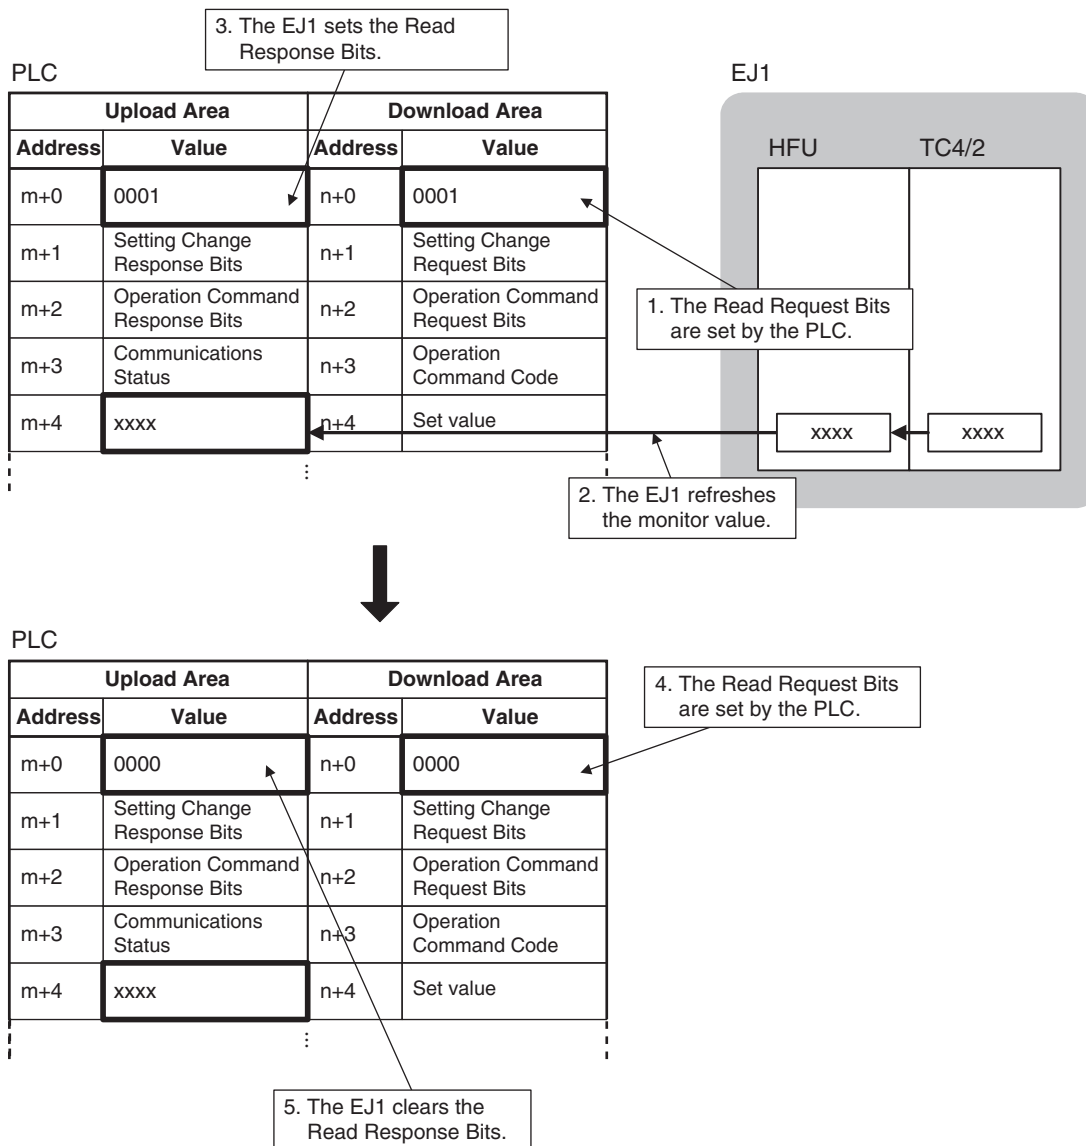 3. The EJ1 sets the Read
Response Bits.
PLC
EJ1
Upload Area Download Area
Address Value Address Value
HFU TC4/2
m+0 0001 n+0 0001
m+1 Setting Change
Response Bits n+1 Setting Change
Request Bits
m+2 Operation Command
Response Bits n+2 Operation Command
Request Bits
1. The Read Request Bits
are set by the PLC.
m+3 Communications
Status n+3 Operation
Command Code
m+4 xxxx n+4 Set value
xxxx xxxx
2. The EJ1 refreshes
the monitor value.
PLC
Upload Area Download Area
Address Value Address Value
4. The Read Request Bits
are set by the PLC.
m+0 0000 n+0 0000
m+1 Setting Change
Response Bits n+1 Setting Change
Request Bits
m+2 Operation Command
Response Bits n+2 Operation Command
Request Bits
m+3 Communications
Status n+3 Operation
Command Code
m+4 xxxx n+4 Set value
5. The EJ1 clears the
Read Response Bits.